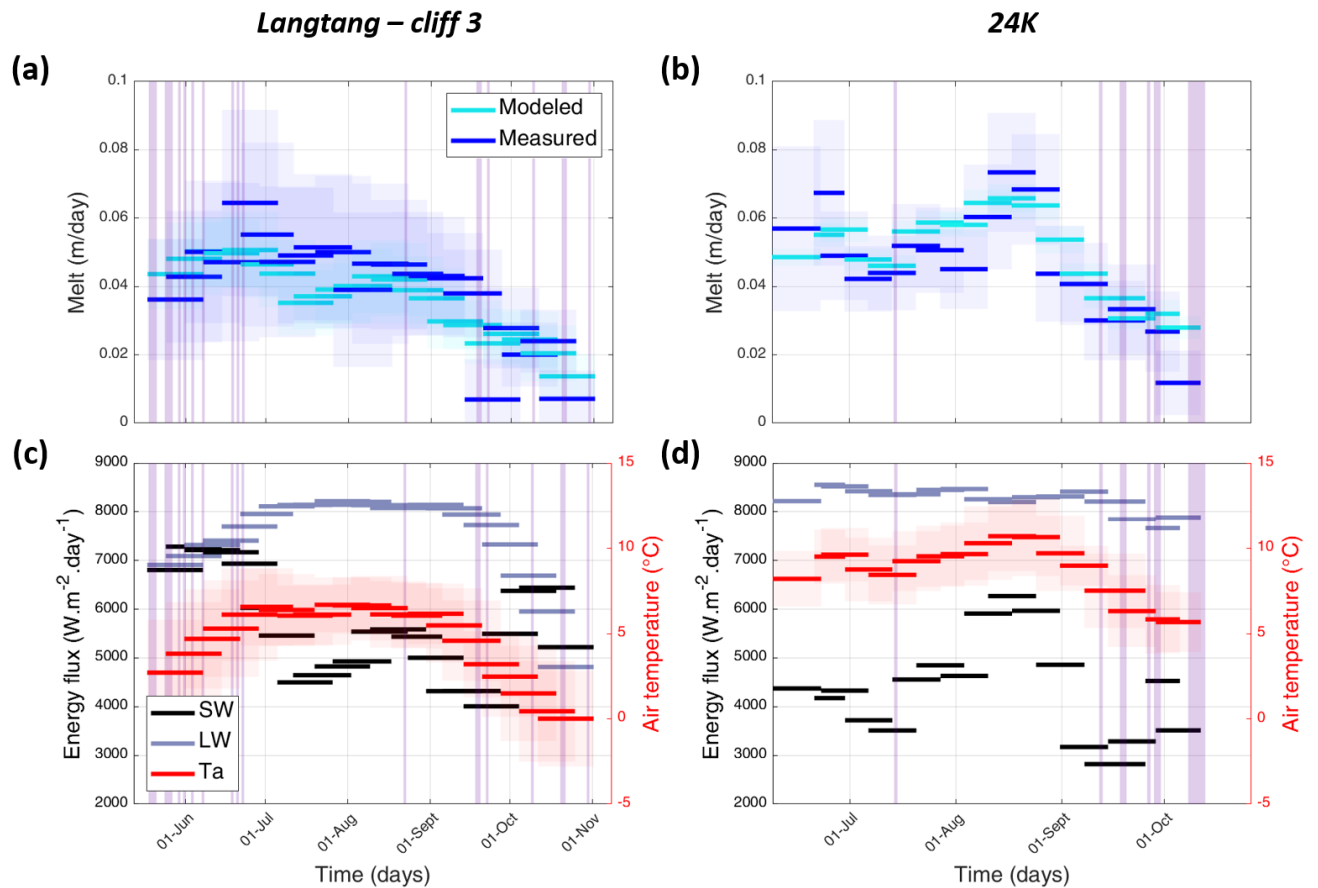 Langtang – cliff 3
24K
(a)
(b)
0.1
0.08
0.06
0.04
0.02
0
Melt (m/day)
Modeled
Measured
0.1
0.08
0.06
0.04
0.02
0
Melt (m/day)
(c)
(d)
9000
8000
7000
6000
5000
4000
3000
2000
Energy flux (W.m-2.day-1)
SW
LW
Ta
15
10
5
0
-5
Air temperature (°C)
01-Jun
01-Jul
01-Aug
01-Sept
01-Oct
01-Nov
Time (days)
9000
8000
7000
6000
5000
4000
3000
2000
Energy flux (W.m-2.day-1)
15
10
5
0
-5
Air temperature (°C)
01-Jul
01-Aug
01-Sept
01-Oct
Time (days)